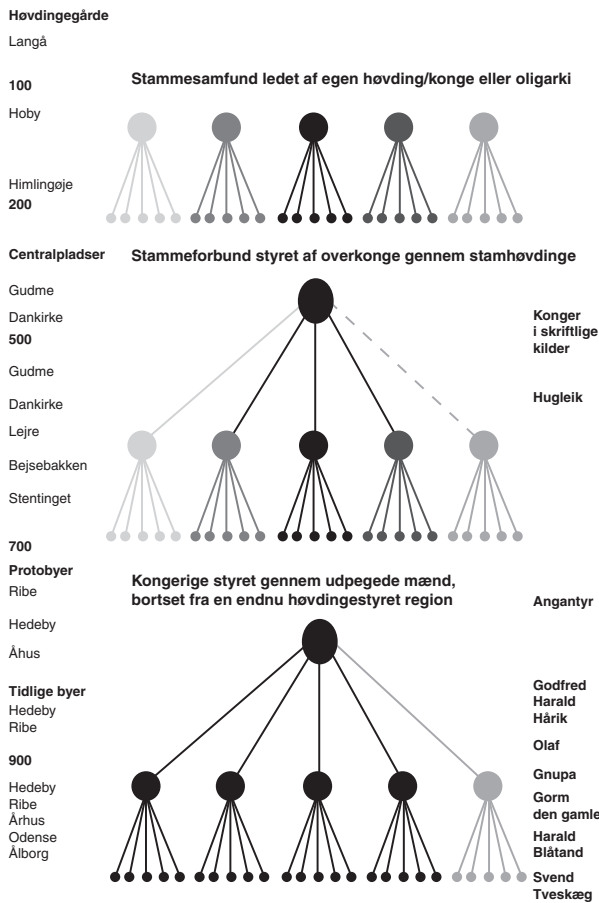 Høvdingegårde
Langå
100
Stammesamfund ledet af egen høvding/konge eller oligarki
Hoby
Himlingøje
200
Centralpladser
Stammeforbund styret af overkonge gennem stamhøvdinge
Gudme
Dankirke
500
Konger
i skriftlige
kilder
Gudme
Dankirke
Hugleik
Lejre
Bejsebakken
Stentinget
700
Protobyer
Kongerige styret gennem udpegede mænd,
bortset fra en endnu høvdingestyret region
Ribe
Angantyr
Hedeby
Åhus
Tidlige byer
Hedeby
Ribe
Godfred
Harald
Hårik
Olaf
900
Gnupa
Hedeby
Ribe
Århus
Odense
Ålborg
Gorm
den gamle
Harald
Blåtand
Svend
Tveskæg